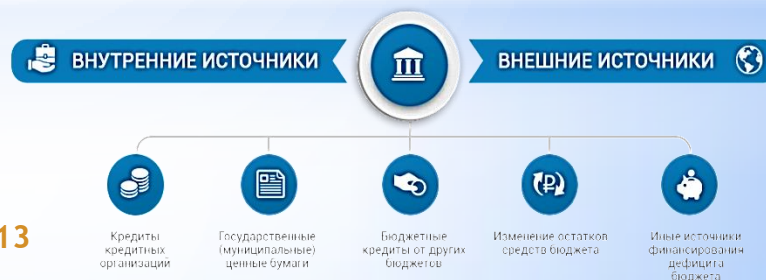 ВНУТРЕННИЕ ИСТОЧНИКИ
ВНЕШНИЕ ИСТОЧНИКИ
13
Кредиты
кредитных
организаций
Государственные
(муниципальные)
ценные бумаги
Бюджетные
кредиты от других
бюджетов
Изменение остатков
средств бюджета
Иные источники
финансирования
дефицита
бюджета